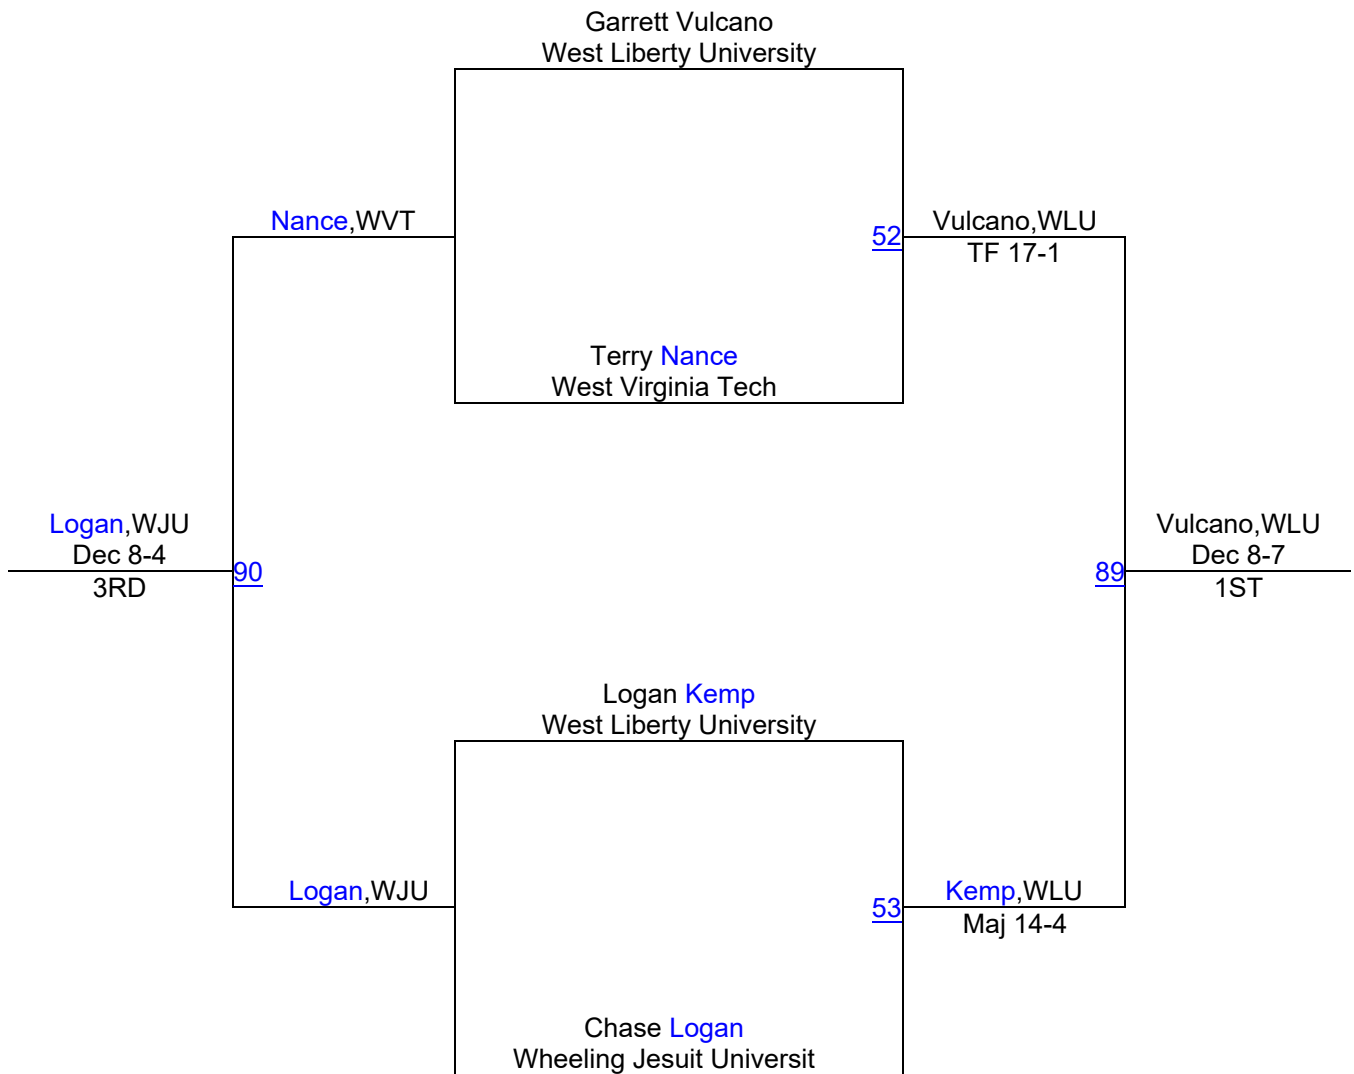 Garrett Vulcano
West Liberty University
Nance,WVT
52
Vulcano,WLU
TF 17-1
Terry Nance
West Virginia Tech
Logan,WJU
Dec 8-4
3RD
90
89
Vulcano,WLU
Dec 8-7
1ST
Logan Kemp
West Liberty University
Logan,WJU
53
Kemp,WLU
Maj 14-4
Chase Logan
Wheeling Jesuit Universit